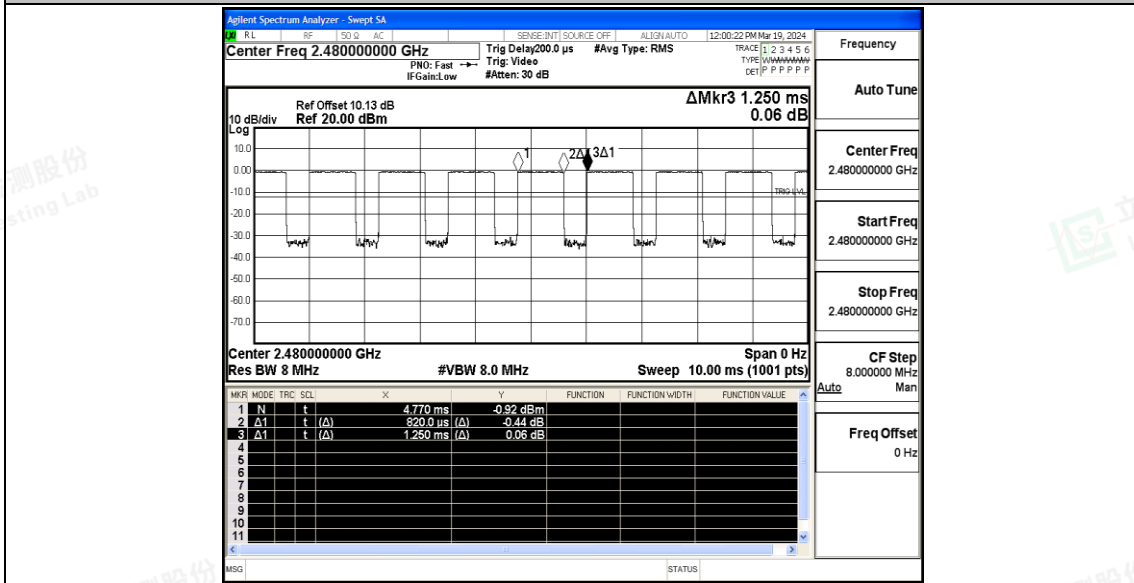 Agilent Spectrum Analyzer - Swept SA
LXI RL RF 50 Ω AC SENSE:INT SOURCE OFF ALIGN AUTO 12:00:22 PM Mar 19, 2024
Center Freq 2.480000000 GHz
PNO: Fast
IFGain:Low
Trig Delay200.0 µs #Avg Type: RMS
Trig: Video
#Atten: 30 dB
TRACE 1 2 3 4 5 6
TYPE WWWWWW
DET P P P P P P
ΔMkr3 1.250 ms
0.06 dB
Ref Offset 10.13 dB
10 dB/div Ref 20.00 dBm
Log
10.0
0.00
-10.0
-20.0
-30.0
-40.0
-50.0
-60.0
-70.0
1
2Δ1
3Δ1
TRIG LVL
Center 2.480000000 GHz Span 0 Hz
Res BW 8 MHz #VBW 8.0 MHz Sweep 10.00 ms (1001 pts)
MKR MODE TRC SCL X Y FUNCTION FUNCTION WIDTH FUNCTION VALUE
1 N t 4.770 ms -0.92 dBm
2 Δ1 t (Δ) 820.0 µs (Δ) -0.44 dB
3 Δ1 t (Δ) 1.250 ms (Δ) 0.06 dB
4
5
6
7
8
9
10
11
MSG STATUS
Frequency
Auto Tune
Center Freq
2.480000000 GHz
Start Freq
2.480000000 GHz
Stop Freq
2.480000000 GHz
CF Step
8.000000 MHz
Auto Man
Freq Offset
0 Hz
测股份
sting Lab
立